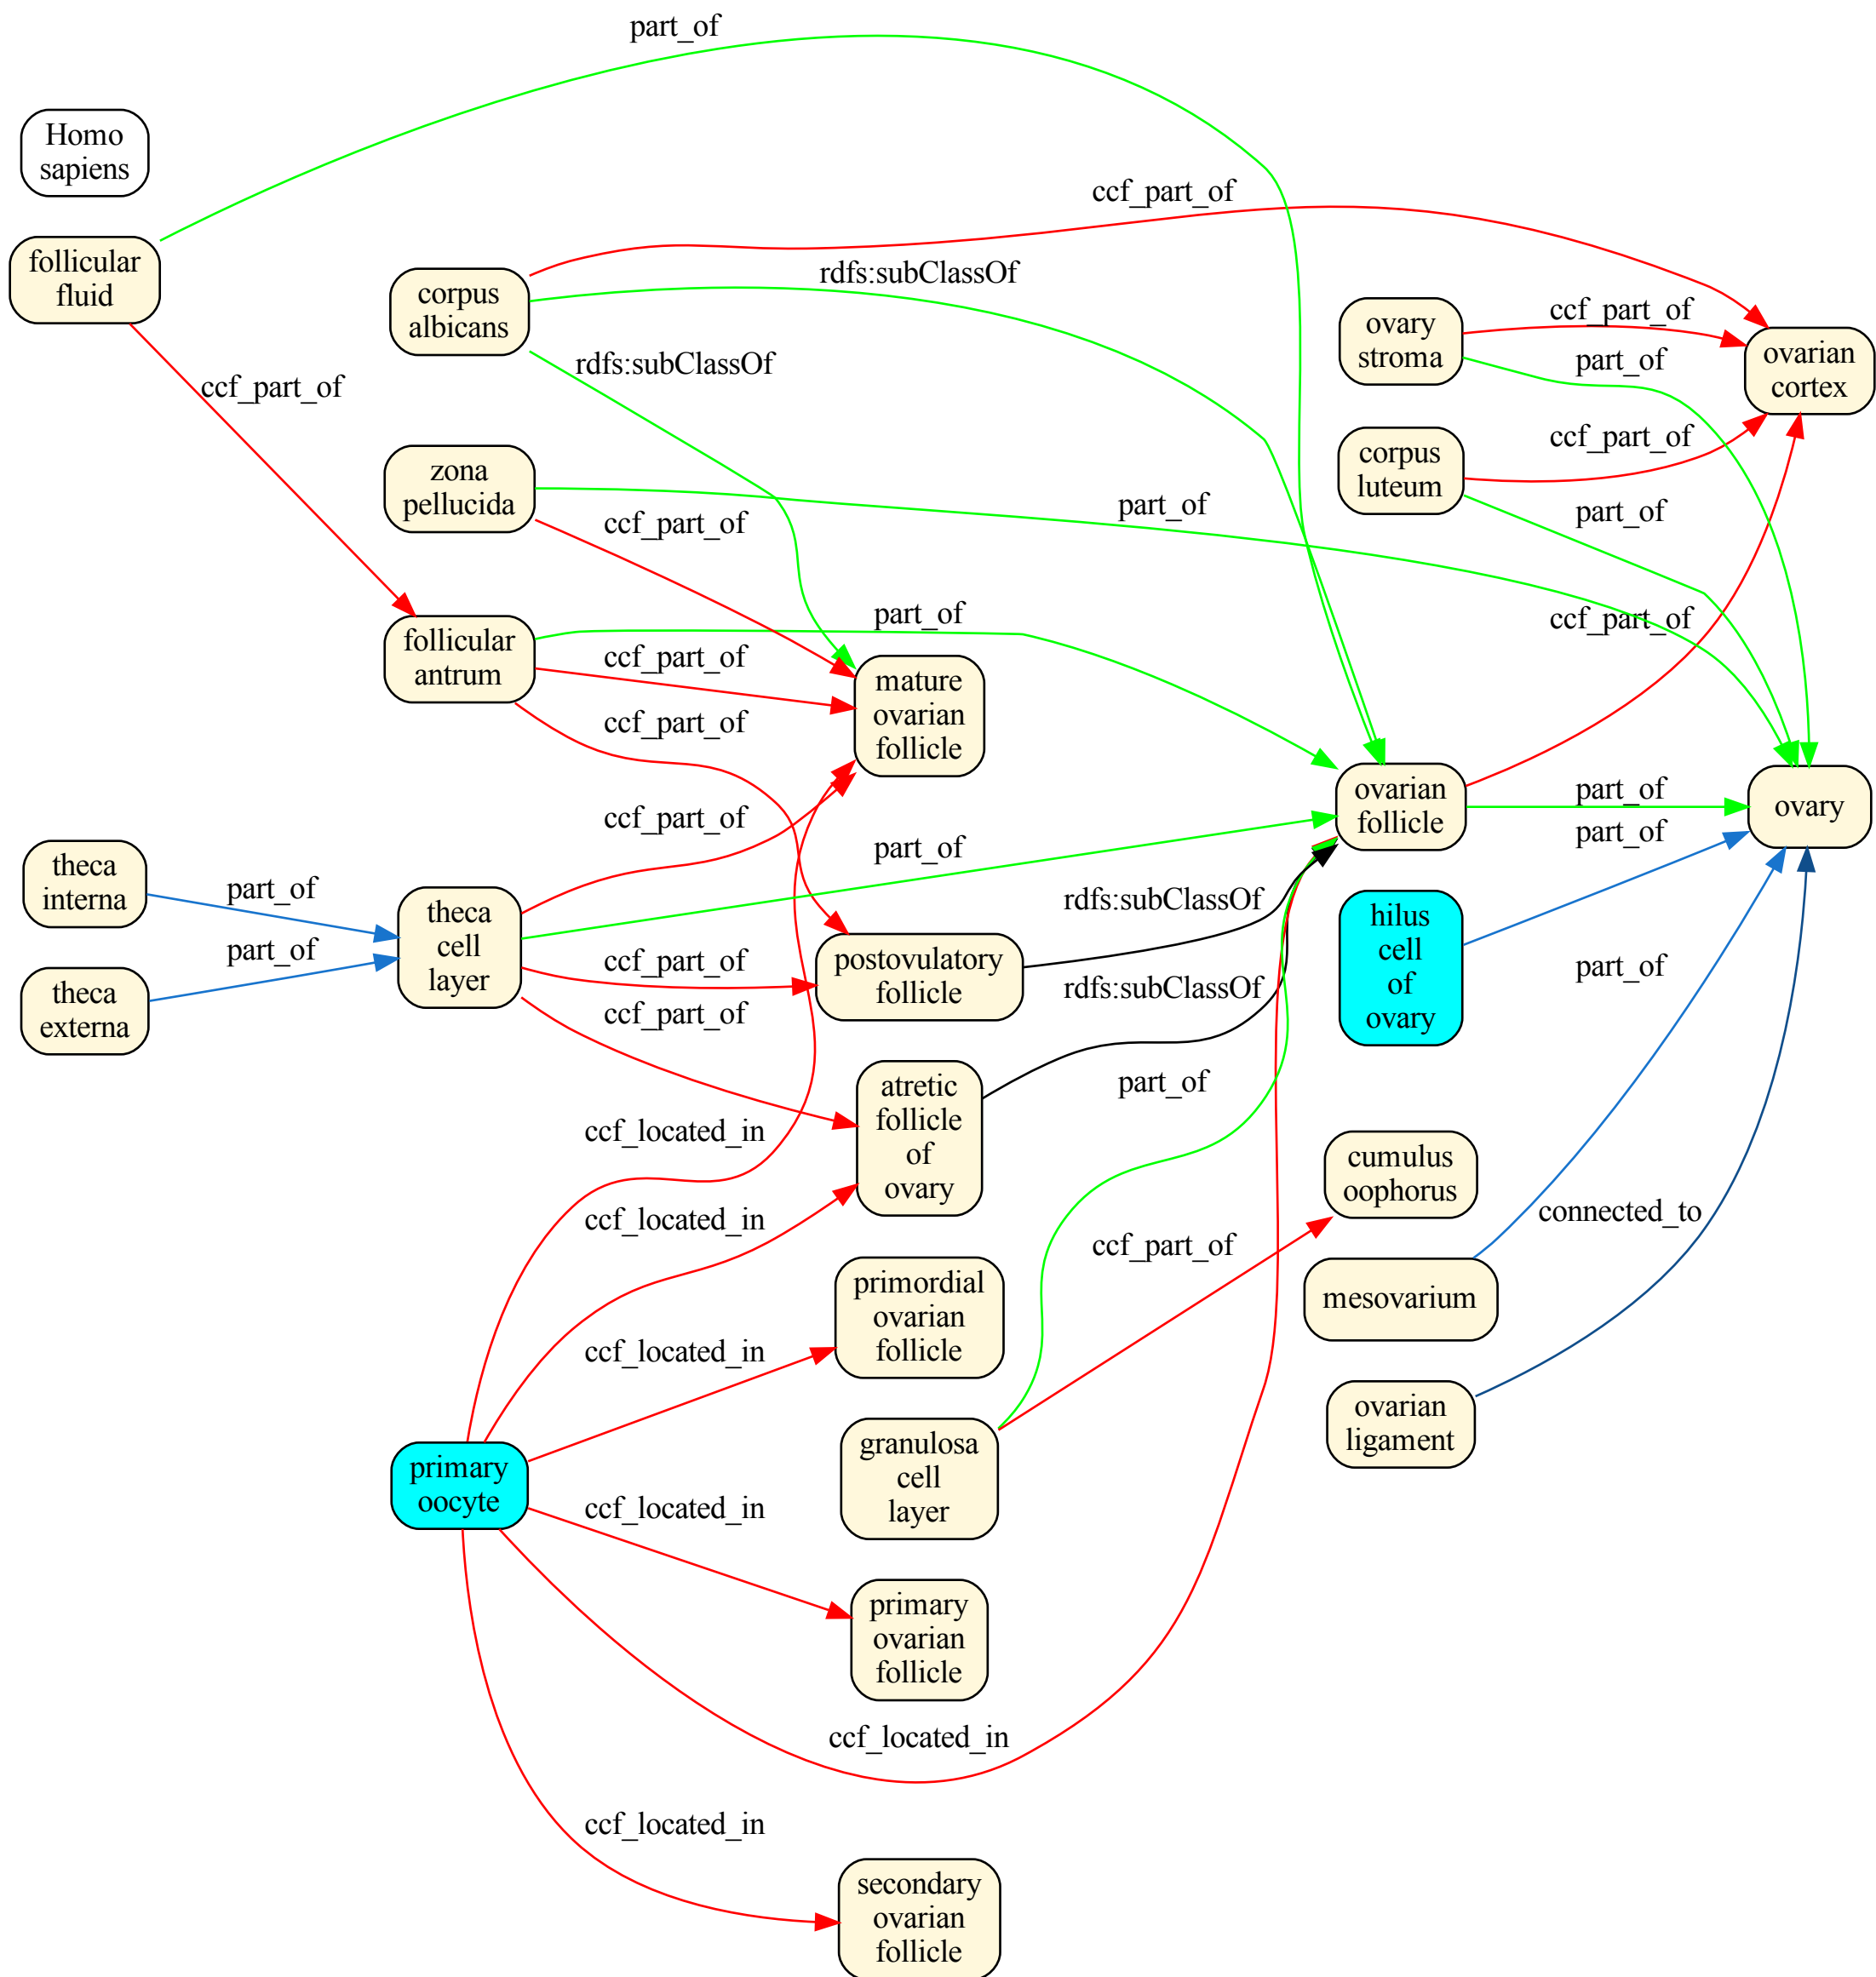 part_of
Homo
sapiens
follicular
fluid
ccf_part_of
corpus
albicans
ccf_part_of
rdfs:subClassOf
rdfs:subClassOf
ovary
stroma
ccf_part_of
part_of
ovarian
cortex
zona
pellucida
ccf_part_of
part_of
corpus
luteum
ccf_part_of
part_of
follicular
antrum
part_of
ccf_part_of
ccf_part_of
mature
ovarian
follicle
ccf_part_of
ovarian
follicle
part_of
ovary
theca
interna
part_of
theca
externa
part_of
theca
cell
layer
ccf_part_of
part_of
ccf_part_of
ccf_part_of
postovulatory
follicle
rdfs:subClassOf
rdfs:subClassOf
hilus
cell
of
ovary
part_of
part_of
atretic
follicle
of
ovary
part_of
ccf_located_in
ccf_located_in
cumulus
oophorus
ccf_part_of
connected_to
primordial
ovarian
follicle
mesovarium
ccf_located_in
ovarian
ligament
granulosa
cell
layer
primary
oocyte
ccf_located_in
primary
ovarian
follicle
ccf_located_in
ccf_located_in
secondary
ovarian
follicle